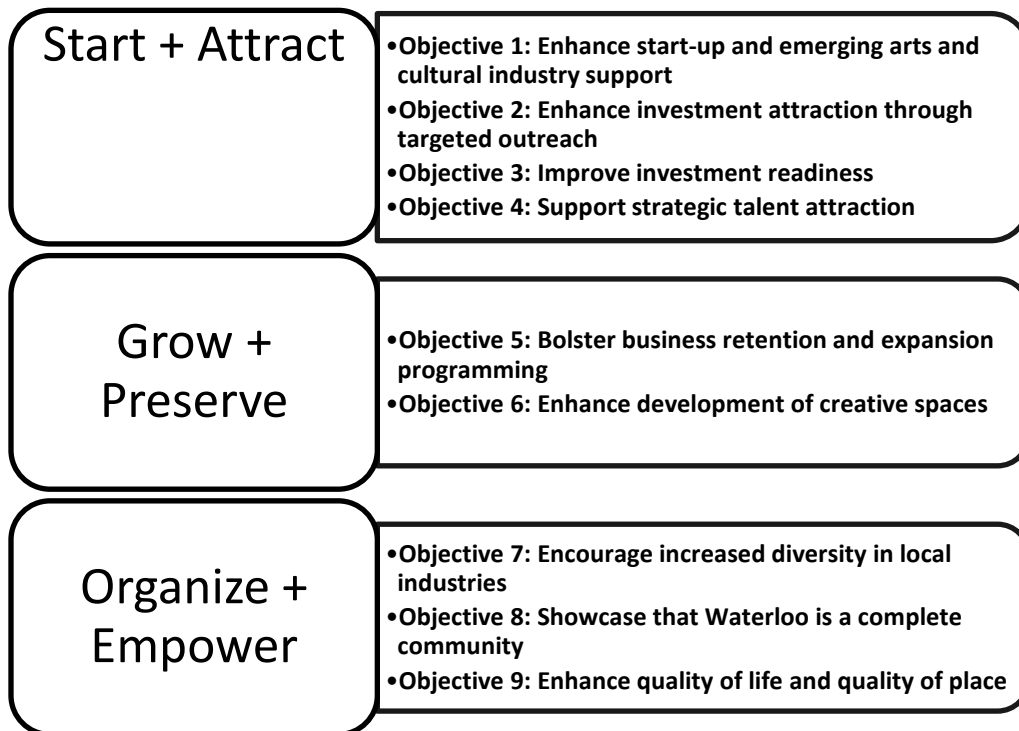 Start + Attract
•Objective 1: Enhance start-up and emerging arts and
cultural industry support
•Objective 2: Enhance investment attraction through
targeted outreach
•Objective 3: Improve investment readiness
•Objective 4: Support strategic talent attraction
Grow +
Preserve
•Objective 5: Bolster business retention and expansion
programming
•Objective 6: Enhance development of creative spaces
Organize +
Empower
•Objective 7: Encourage increased diversity in local
industries
•Objective 8: Showcase that Waterloo is a complete
community
•Objective 9: Enhance quality of life and quality of place